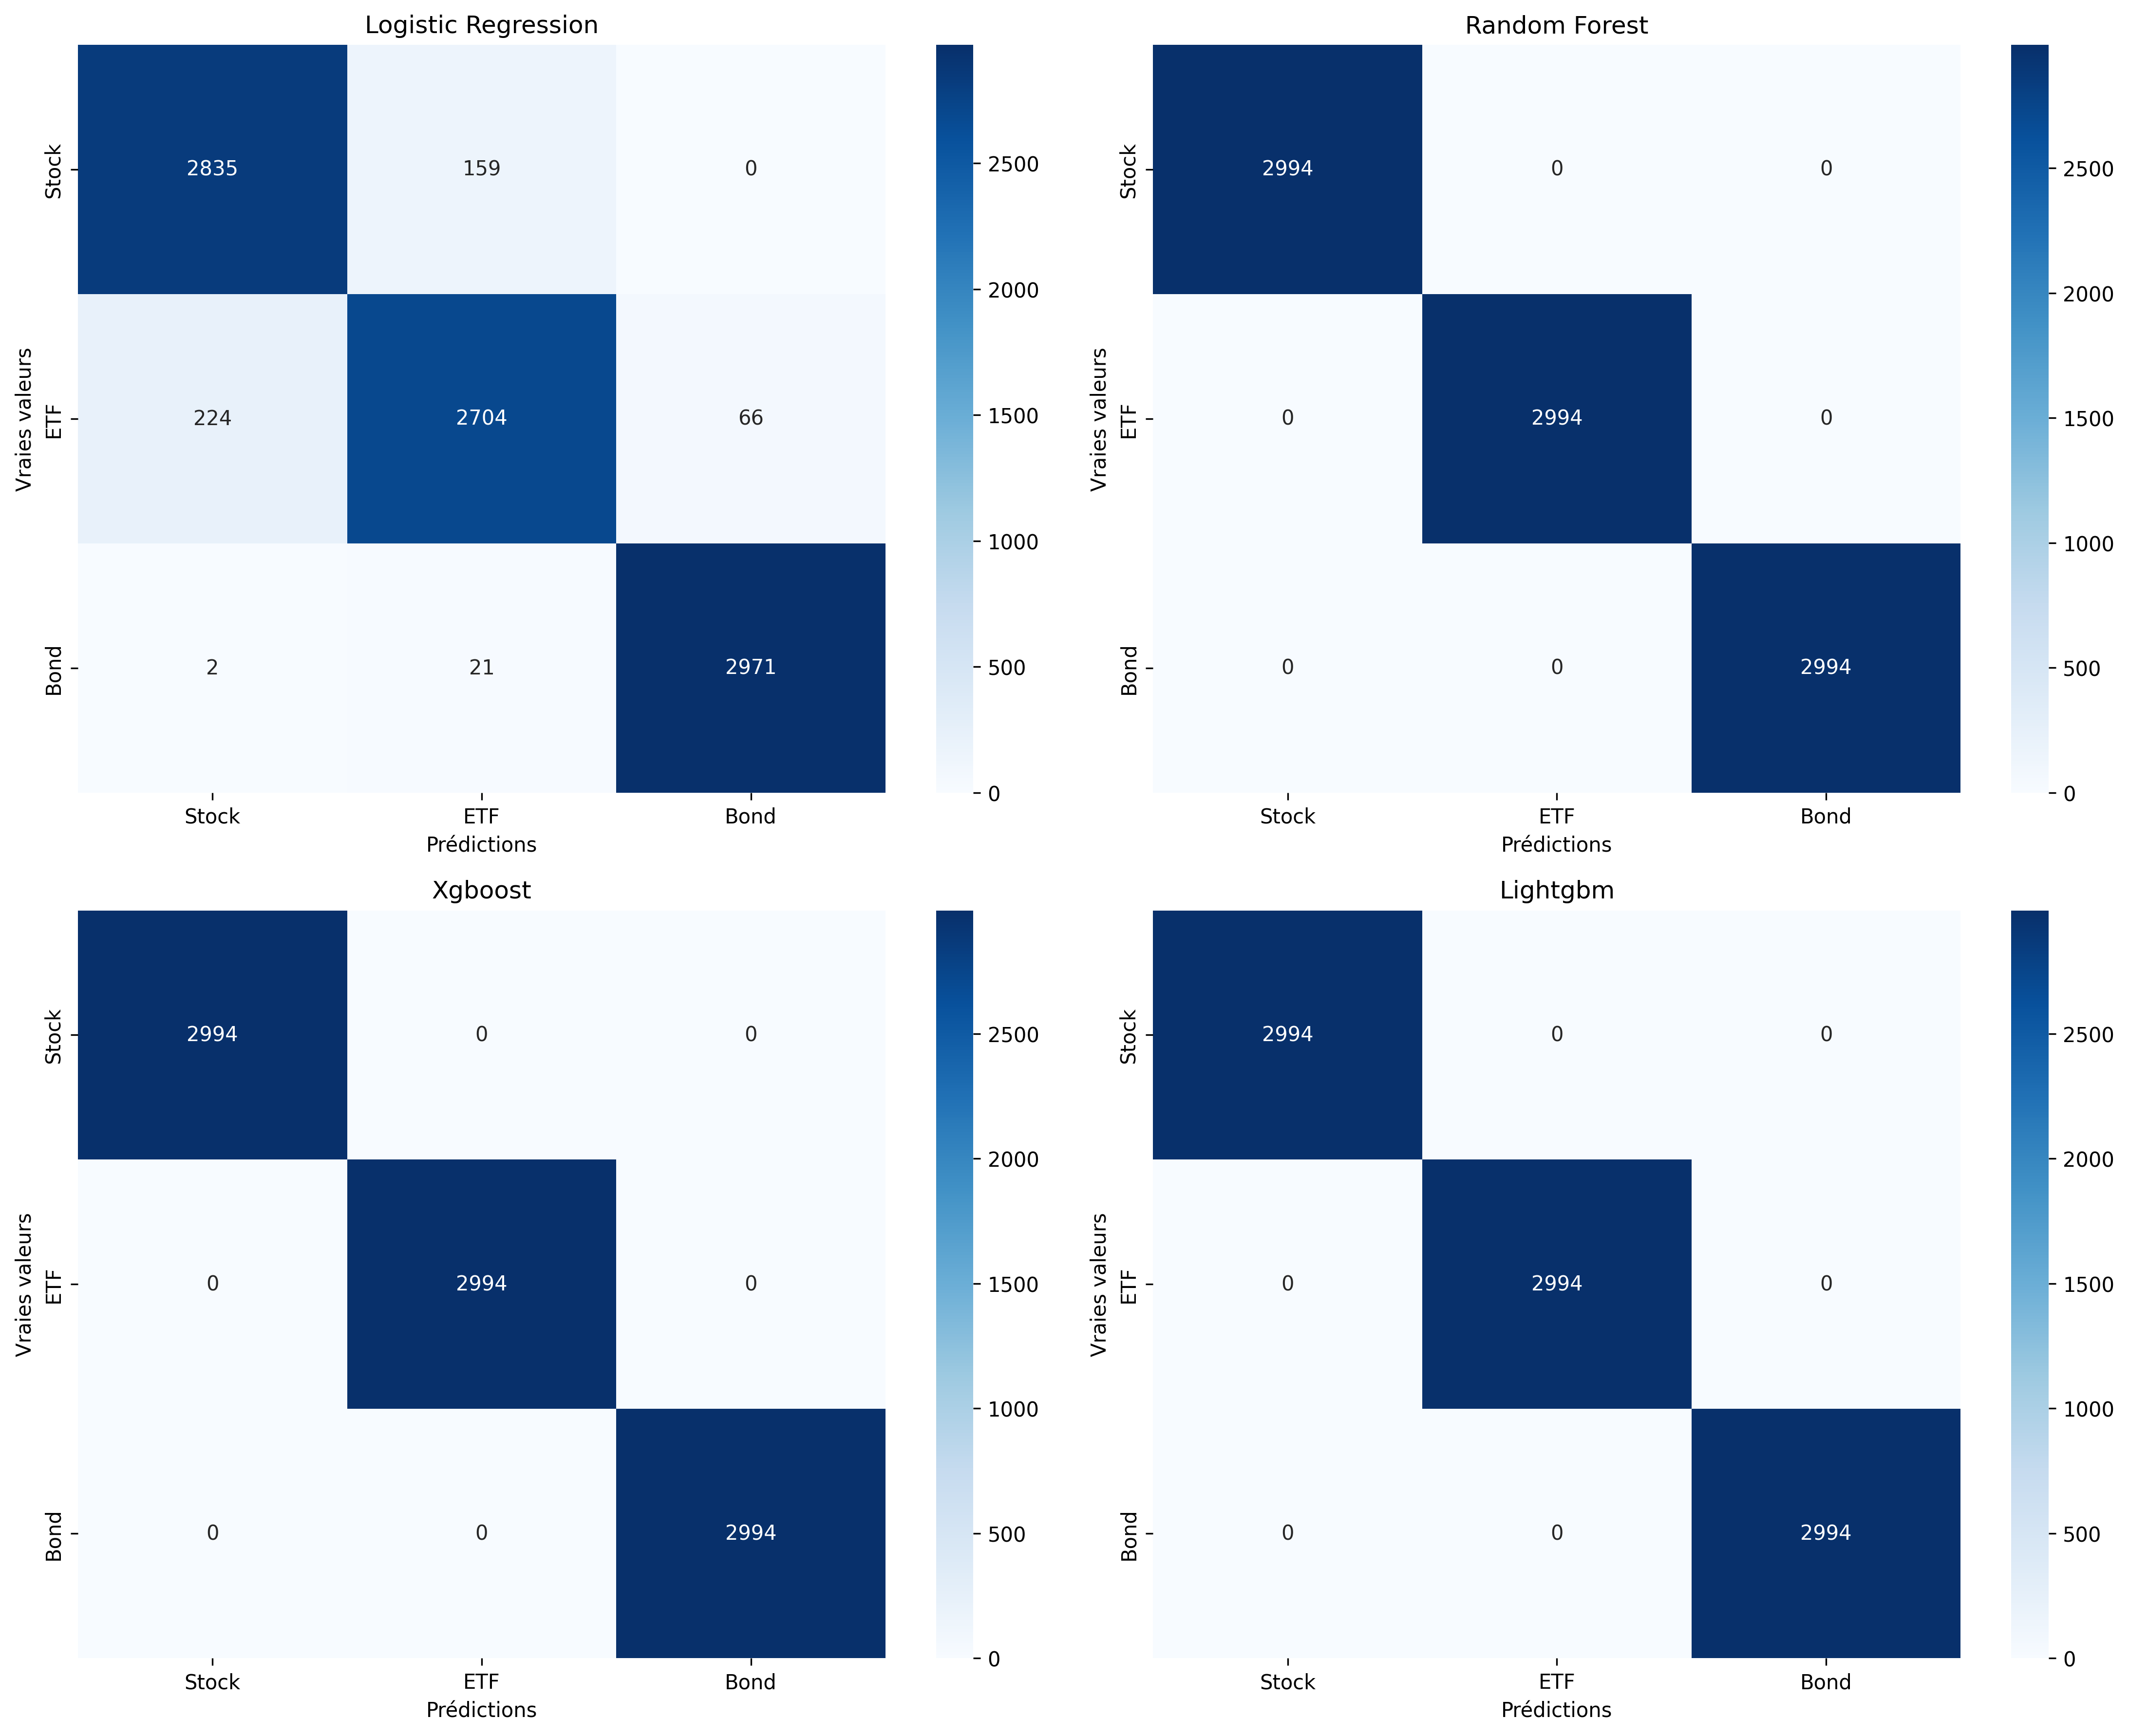 Logistic Regression
Vraies valeurs
Stock
2835 159 0
ETF
224 2704 66
Bond
2 21 2971
Stock ETF Bond
Prédictions
2500
2000
1500
1000
500
0
Random Forest
Vraies valeurs
Stock
2994 0 0
ETF
0 2994 0
Bond
0 0 2994
Stock ETF Bond
Prédictions
2500
2000
1500
1000
500
0
Xgboost
Vraies valeurs
Stock
2994 0 0
ETF
0 2994 0
Bond
0 0 2994
Stock ETF Bond
Prédictions
2500
2000
1500
1000
500
0
Lightgbm
Vraies valeurs
Stock
2994 0 0
ETF
0 2994 0
Bond
0 0 2994
Stock ETF Bond
Prédictions
2500
2000
1500
1000
500
0